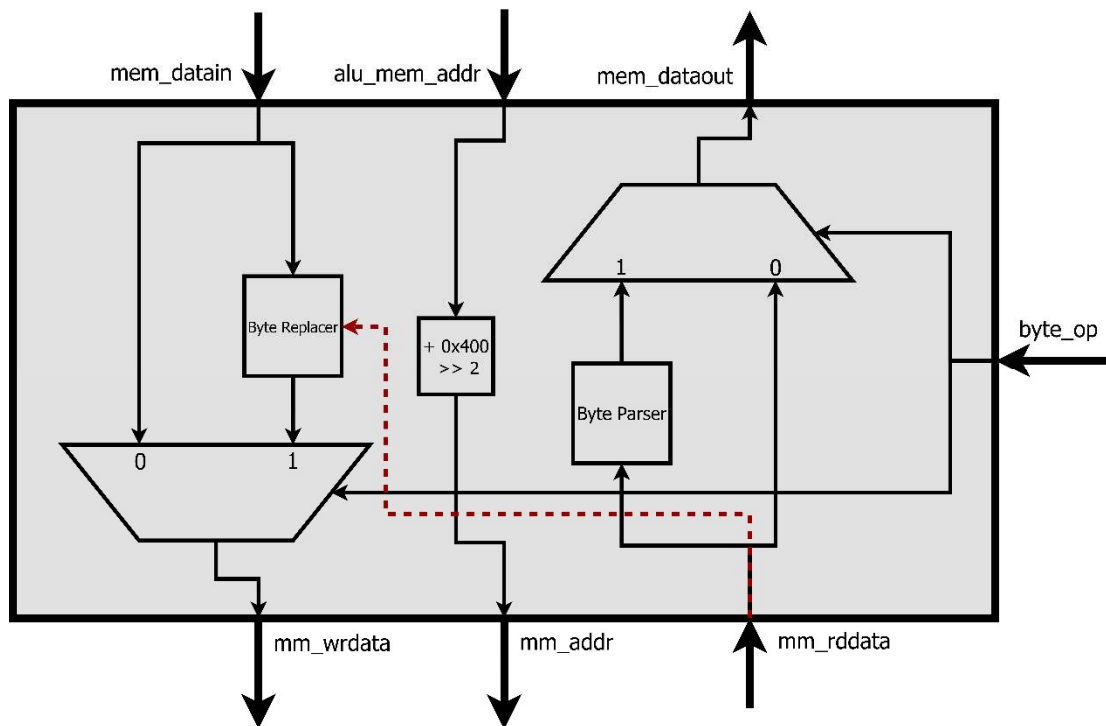 mem_datain
alu_mem_addr
mem_dataout
1
0
byte_op
Byte Replacer
+ 0x400
>> 2
Byte Parser
0
1
mm_wrdata
mm_addr
mm_rddata